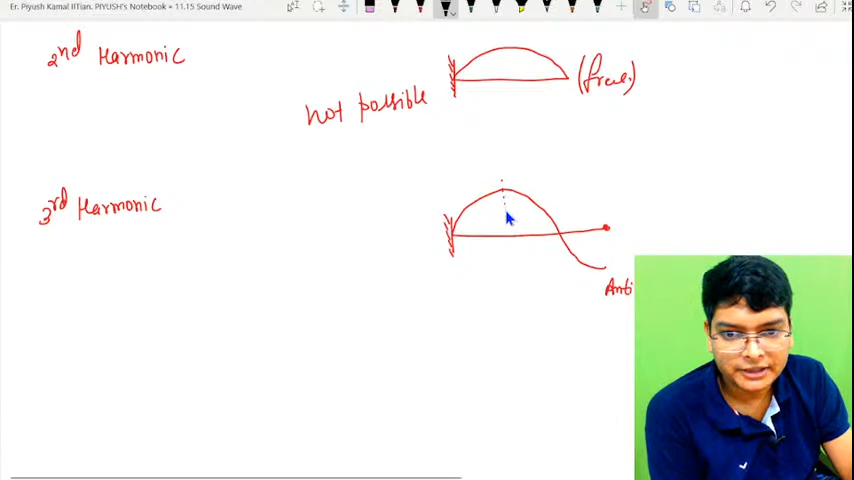 Er. Piyush Kamal IITian. PIYUSH's Notebook » 11.15 Sound Wave
2nd Harmonic
(free)
Not possible
3rd Harmonic
Anti